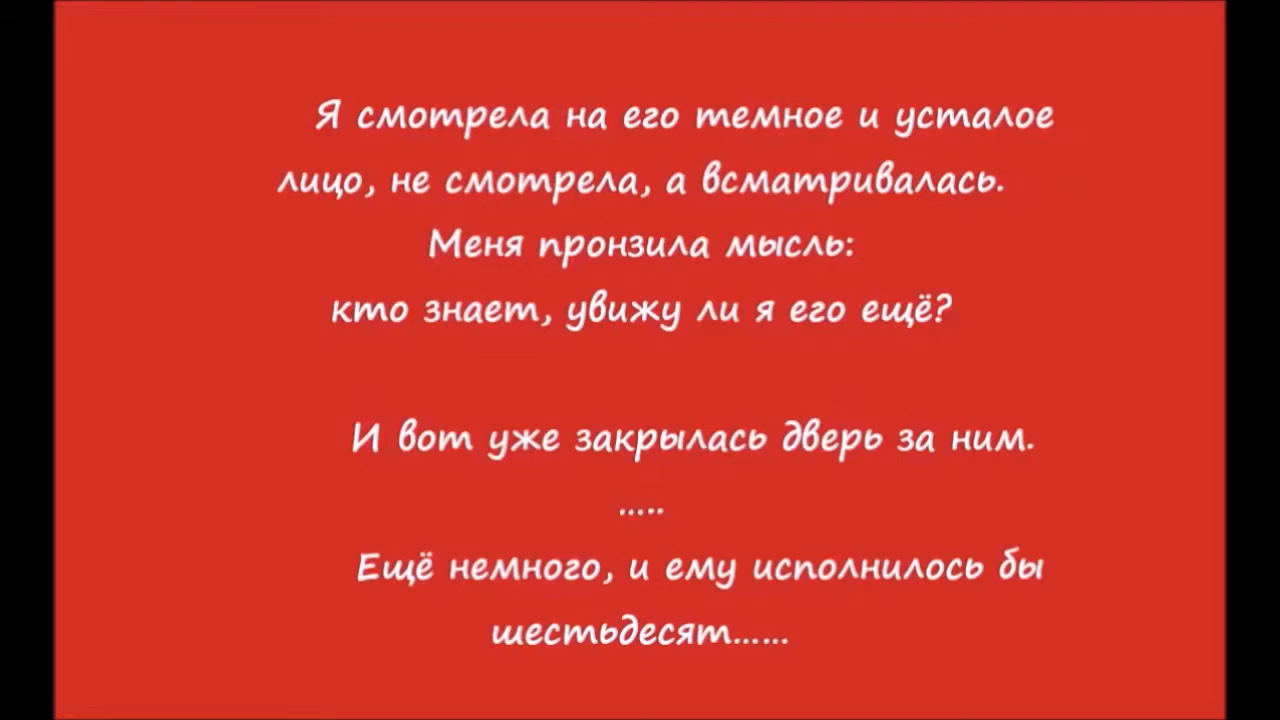 Я смотрела на его темное и усталое
лицо, не смотрела, а всматривалась.
Меня пронзила мысль:
кто знает, увижу ли я его ещё?
И вот уже закрылась дверь за ним.
.....
Ещё немного, и ему исполнилось бы
шестьдесят......